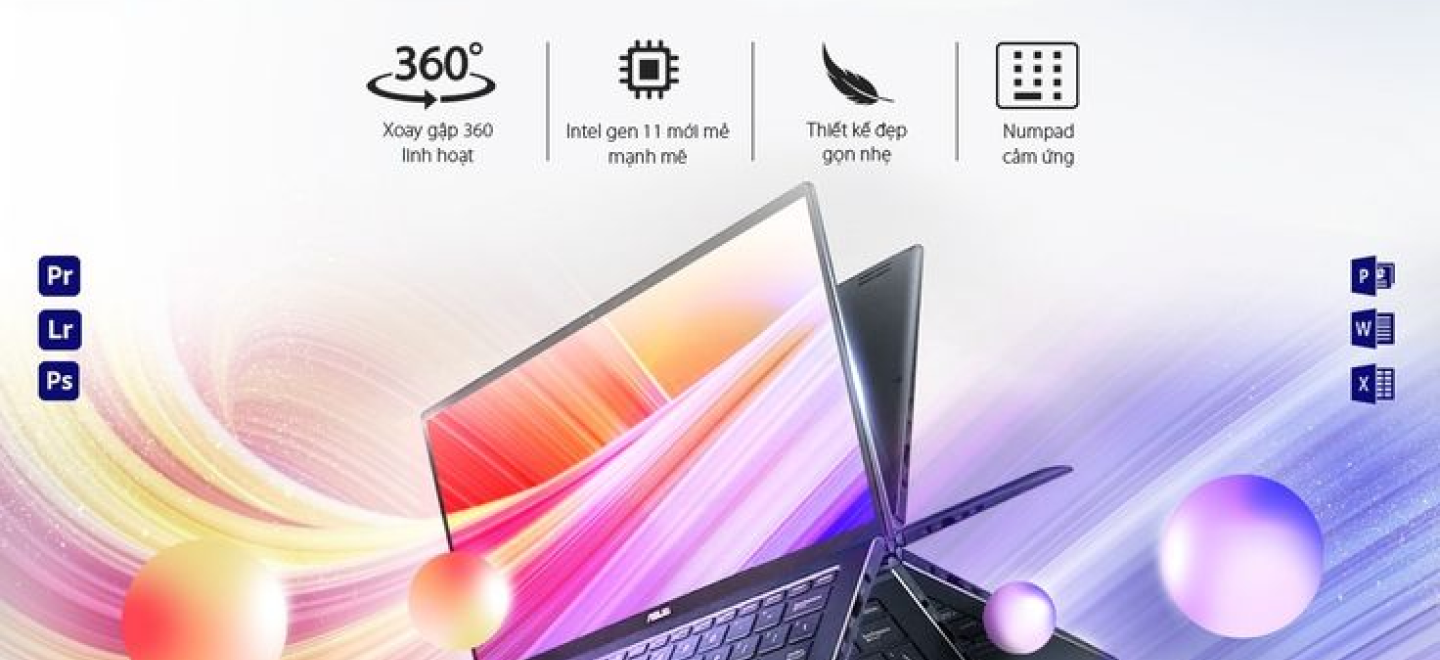 360°
Xoay gập 360
linh hoạt
Intel gen 11 mới mẻ
mạnh mẽ
Thiết kế đẹp
gọn nhẹ
Numpad
cảm ứng
Pr
Lr
Ps
P
W
X
ASUS